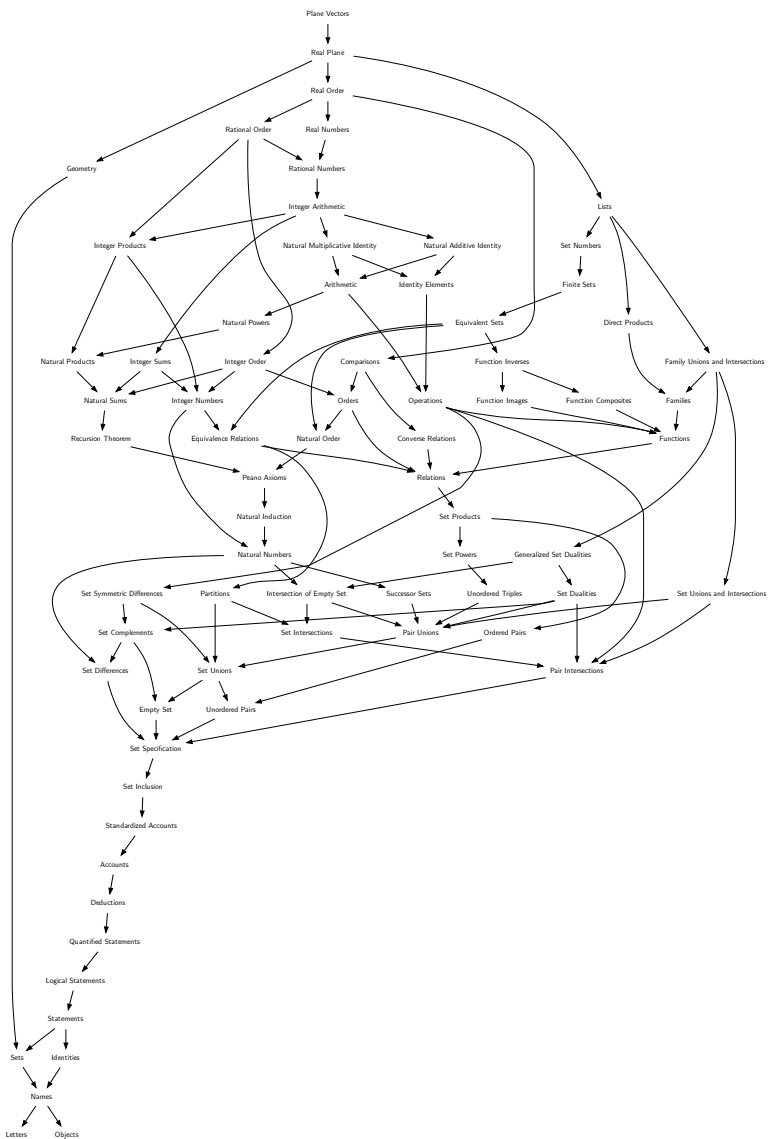 Plane Vectors
Real Plane
Real Order
Rational Order
Real Numbers
Geometry
Rational Numbers
Integer Arithmetic
Lists
Integer Products
Natural Multiplicative Identity
Natural Additive Identity
Set Numbers
Arithmetic
Identity Elements
Finite Sets
Natural Powers
Equivalent Sets
Direct Products
Natural Products
Integer Sums
Integer Order
Comparisons
Function Inverses
Family Unions and Intersections
Natural Sums
Integer Numbers
Orders
Operations
Function Images
Function Composites
Families
Recursion Theorem
Equivalence Relations
Natural Order
Converse Relations
Functions
Peano Axioms
Relations
Natural Induction
Set Products
Natural Numbers
Set Powers
Generalized Set Dualities
Set Symmetric Differences
Partitions
Intersection of Empty Set
Successor Sets
Unordered Triples
Set Dualities
Set Unions and Intersections
Set Complements
Set Intersections
Pair Unions
Ordered Pairs
Set Differences
Set Unions
Pair Intersections
Empty Set
Unordered Pairs
Set Specification
Set Inclusion
Standardized Accounts
Accounts
Deductions
Quantified Statements
Logical Statements
Statements
Sets
Identities
Names
Letters
Objects